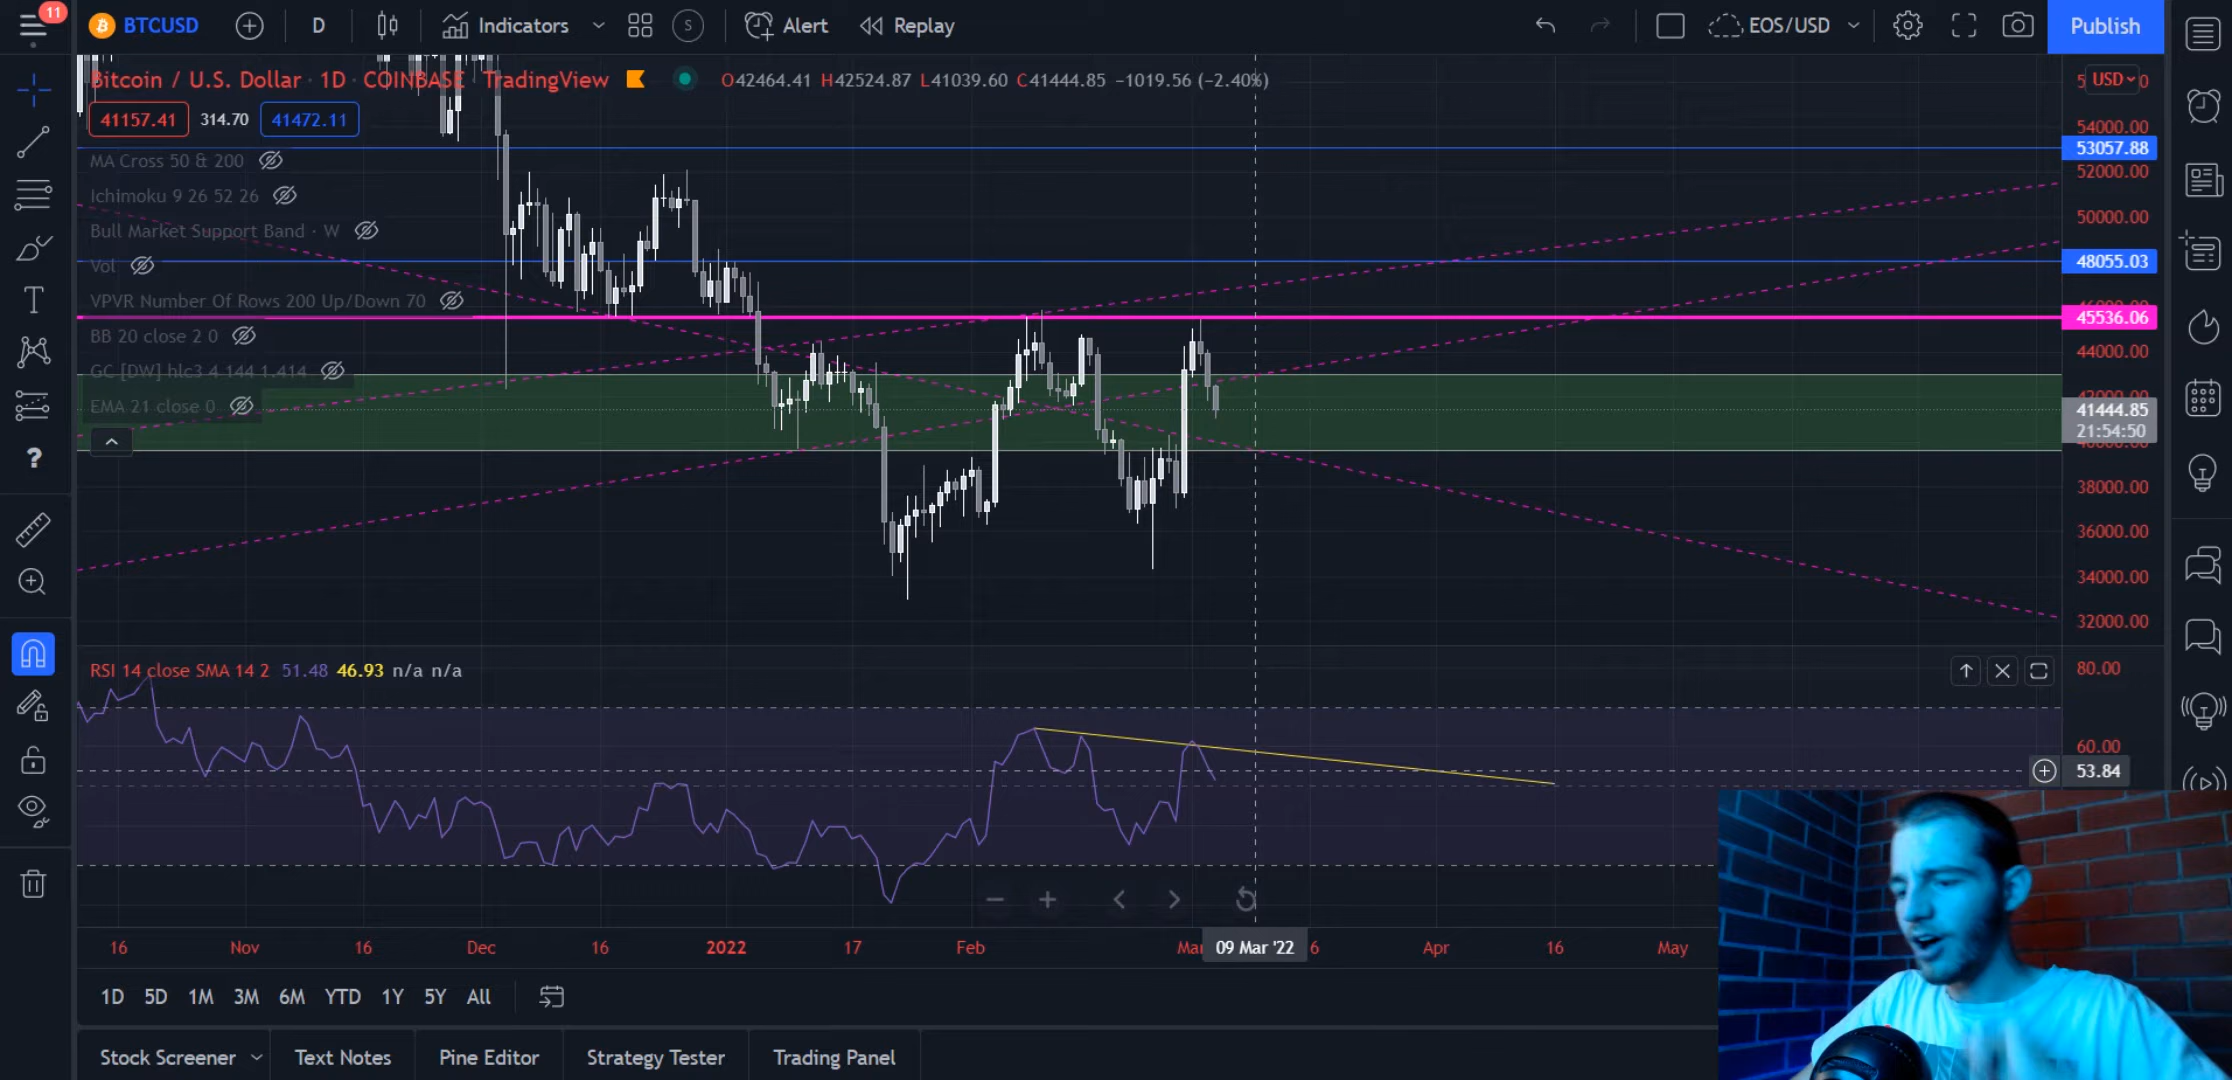 11
BTCUSD D Indicators S Alert Replay EOS/USD Publish
Bitcoin / U.S. Dollar · 1D · COINBASE · TradingView O42464.41 H42524.87 L41039.60 C41444.85 −1019.56 (−2.40%)
USD
41157.41 314.70 41472.11
54000.00
53057.88
MA Cross 50 & 200
52000.00
Ichimoku 9 26 52 26
50000.00
Bull Market Support Band · W
48055.03
Vol
VPVR Number Of Rows 200 Up/Down 70
45536.06
BB 20 close 2 0
44000.00
GC [DW] hlc3 4 144 1.414
EMA 21 close 0
41444.85
21:54:50
38000.00
36000.00
34000.00
32000.00
RSI 14 close SMA 14 2 51.48 46.93 n/a n/a
80.00
60.00
53.84
16 Nov 16 Dec 16 2022 17 Feb Mar 09 Mar '22 6 Apr 16 May
1D 5D 1M 3M 6M YTD 1Y 5Y All
Stock Screener Text Notes Pine Editor Strategy Tester Trading Panel